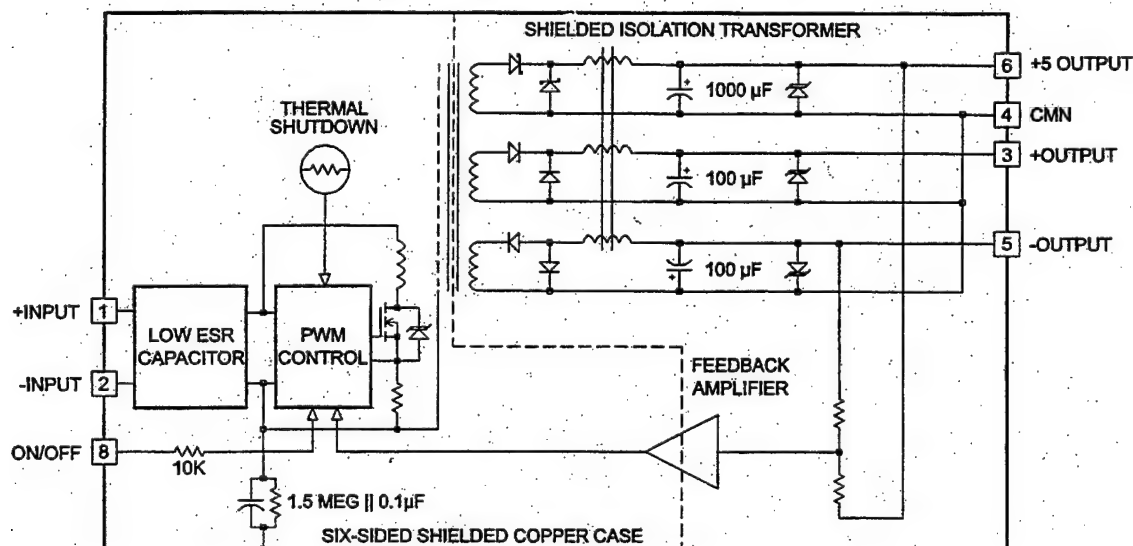 SHIELDED ISOLATION TRANSFORMER
6 +5 OUTPUT
+ 1000 µF
4 CMN
THERMAL
SHUTDOWN
3 +OUTPUT
+ 100 µF
5 -OUTPUT
100 µF
+
+INPUT 1
LOW ESR
CAPACITOR
PWM
CONTROL
-INPUT 2
FEEDBACK
AMPLIFIER
ON/OFF 8
10K
1.5 MEG || 0.1µF
SIX-SIDED SHIELDED COPPER CASE